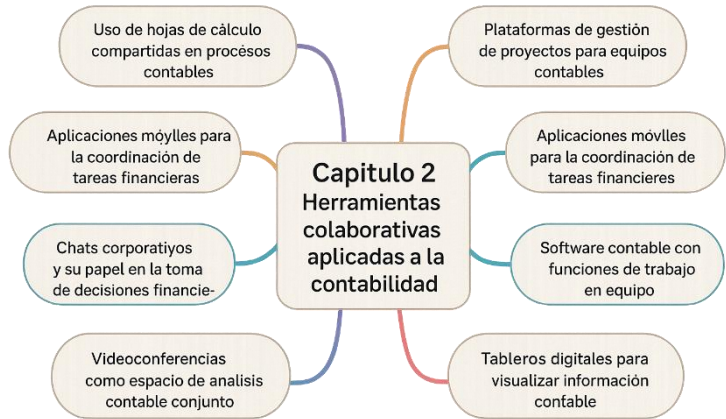 Uso de hojas de cálculo
compartidas en procésos
contables
Plataformas de gestión
de proyectos para equipos
contables
Aplicaciones móylles para
la coordinación de
tareas financieras
Aplicaciones móvlles
para la coordinación de
tareas financieres
Capitulo 2
Herramientas
colaborativas
aplicadas a la
contabilidad
Chats corporatiyos
y su papel en la toma
de decisiones financie-
Software contable con
funciones de trabajo
en equipo
Videoconferencias
como espacio de analisis
contable conjunto
Tableros digitales para
visualizar información
confable